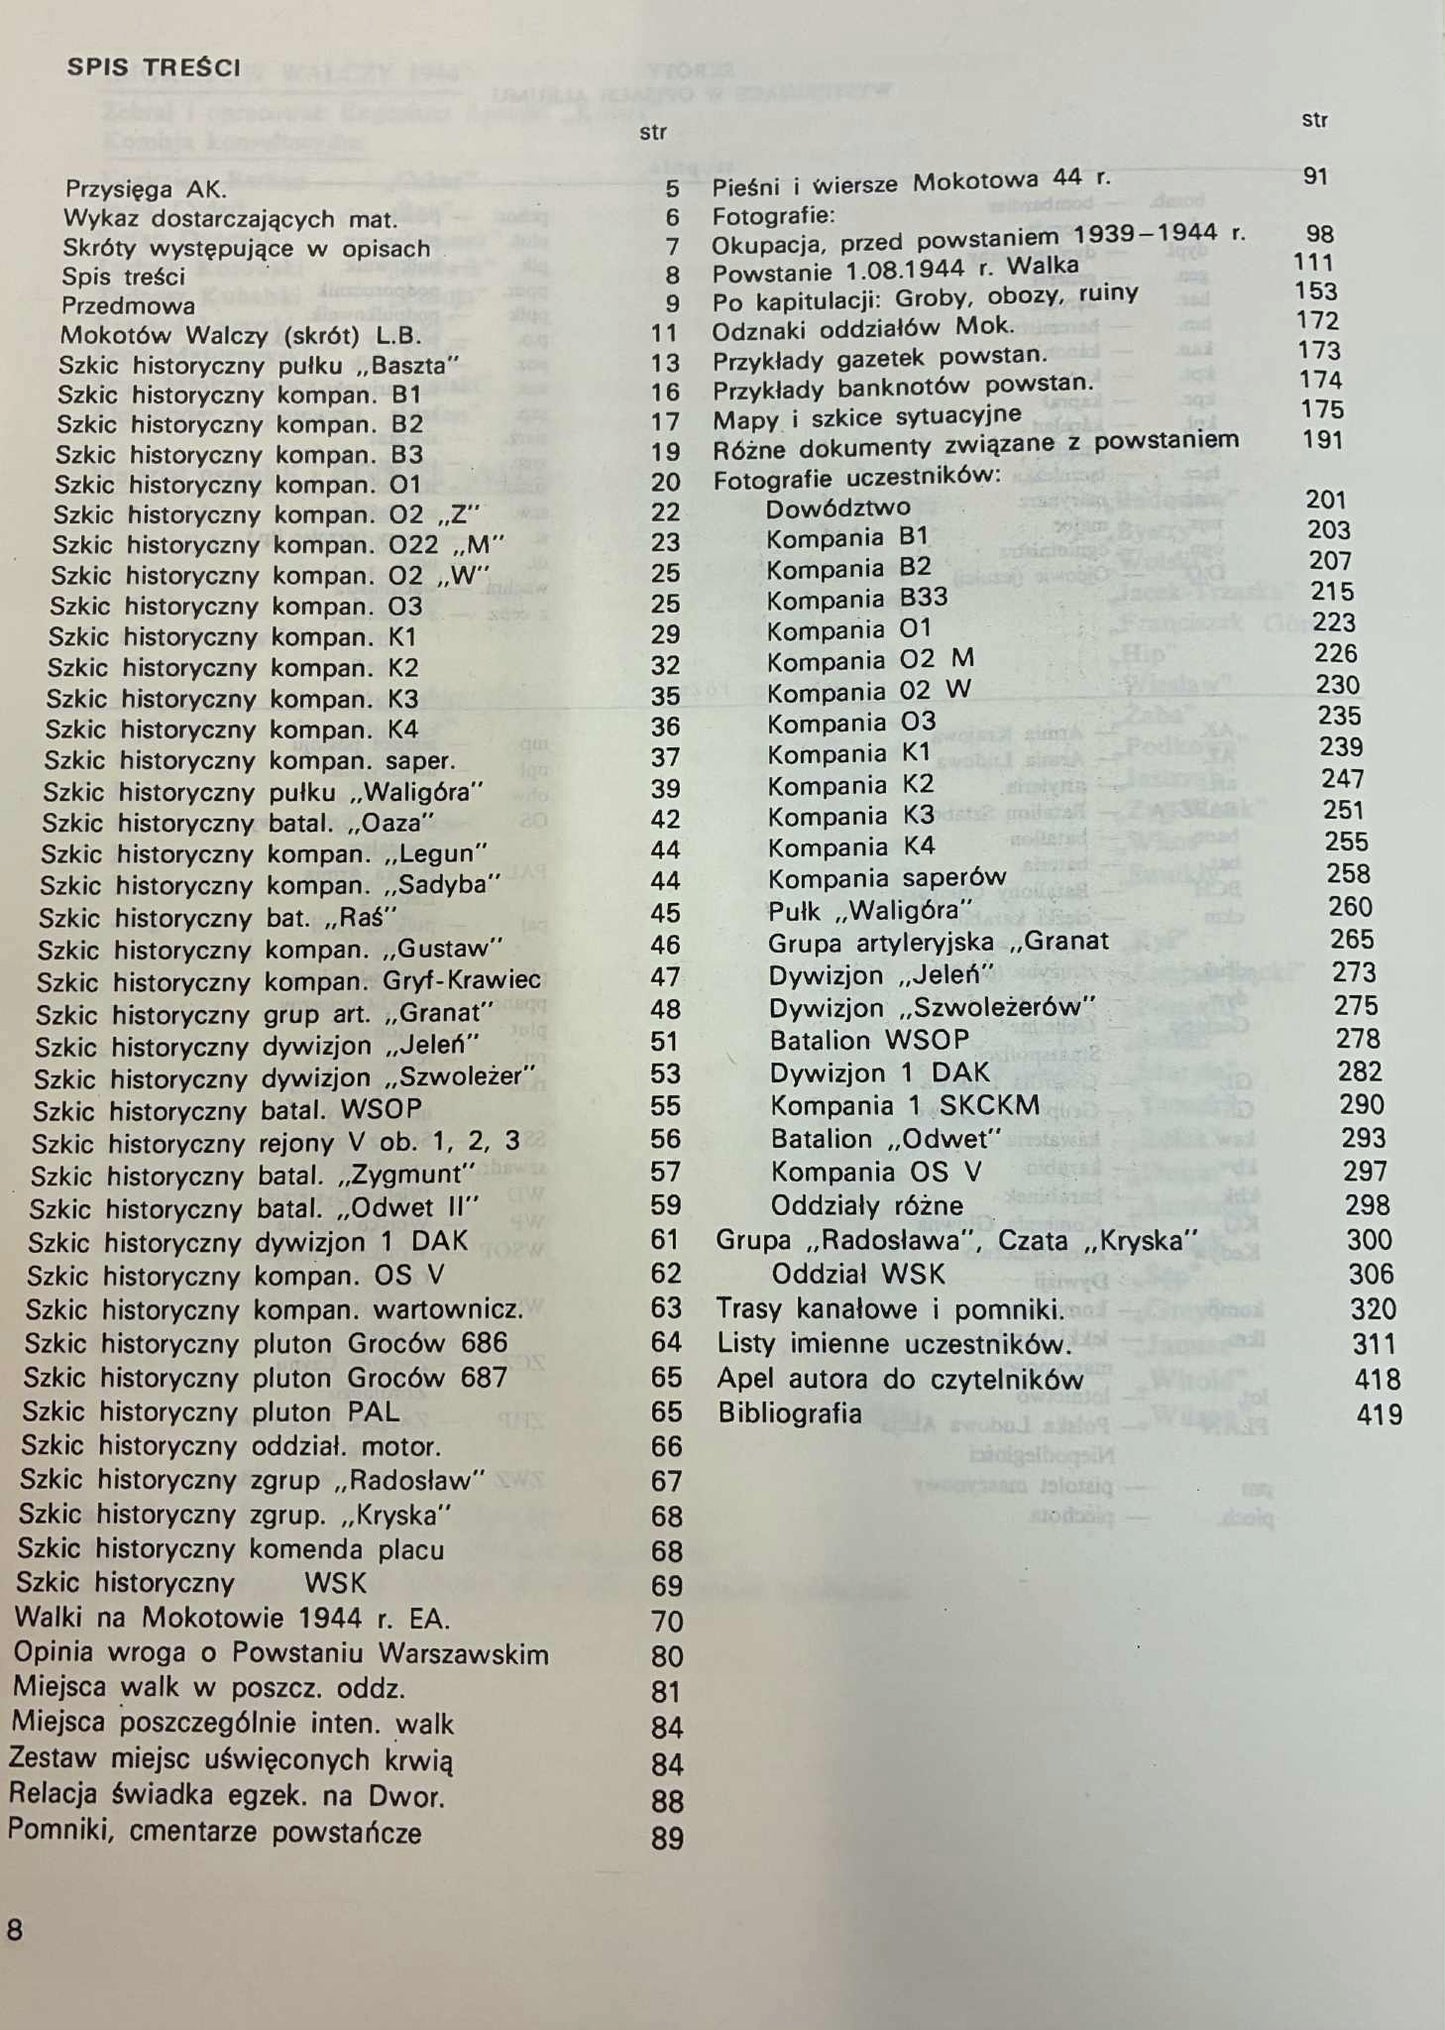 SPIS TREŚCI
str
Przysięga AK. 5
Wykaz dostarczających mat. 6
Skróty występujące w opisach 7
Spis treści 8
Przedmowa 9
Mokotów Walczy (skrót) L.B. 11
Szkic historyczny pułku „Baszta" 13
Szkic historyczny kompan. B1 16
Szkic historyczny kompan. B2 17
Szkic historyczny kompan. B3 19
Szkic historyczny kompan. O1 20
Szkic historyczny kompan. O2 „Z" 22
Szkic historyczny kompan. O22 „M" 23
Szkic historyczny kompan. O2 „W" 25
Szkic historyczny kompan. O3 25
Szkic historyczny kompan. K1 29
Szkic historyczny kompan. K2 32
Szkic historyczny kompan. K3 35
Szkic historyczny kompan. K4 36
Szkic historyczny kompan. saper. 37
Szkic historyczny pułku „Waligóra" 39
Szkic historyczny batal. „Oaza" 42
Szkic historyczny kompan. „Legun" 44
Szkic historyczny kompan. „Sadyba" 44
Szkic historyczny bat. „Raś" 45
Szkic historyczny kompan. „Gustaw" 46
Szkic historyczny kompan. Gryf-Krawiec 47
Szkic historyczny grup art. „Granat" 48
Szkic historyczny dywizjon „Jeleń" 51
Szkic historyczny dywizjon „Szwoleżer" 53
Szkic historyczny batal. WSOP 55
Szkic historyczny rejony V ob. 1, 2, 3 56
Szkic historyczny batal. „Zygmunt" 57
Szkic historyczny batal. „Odwet II" 59
Szkic historyczny dywizjon 1 DAK 61
Szkic historyczny kompan. OS V 62
Szkic historyczny kompan. wartownicz. 63
Szkic historyczny pluton Groców 686 64
Szkic historyczny pluton Groców 687 65
Szkic historyczny pluton PAL 65
Szkic historyczny oddział. motor. 66
Szkic historyczny zgrup „Radosław" 67
Szkic historyczny zgrup. „Kryska" 68
Szkic historyczny komenda placu 68
Szkic historyczny WSK 69
Walki na Mokotowie 1944 r. EA. 70
Opinia wroga o Powstaniu Warszawskim 80
Miejsca walk w poszcz. oddz. 81
Miejsca poszczególnie inten. walk 84
Zestaw miejsc uświęconych krwią 84
Relacja świadka egzek. na Dwor. 88
Pomniki, cmentarze powstańcze 89
str
Pieśni i wiersze Mokotowa 44 r. 91
Fotografie:
Okupacja, przed powstaniem 1939–1944 r. 98
Powstanie 1.08.1944 r. Walka 111
Po kapitulacji: Groby, obozy, ruiny 153
Odznaki oddziałów Mok. 172
Przykłady gazetek powstan. 173
Przykłady banknotów powstan. 174
Mapy i szkice sytuacyjne 175
Różne dokumenty związane z powstaniem 191
Fotografie uczestników:
Dowództwo 201
Kompania B1 203
Kompania B2 207
Kompania B33 215
Kompania O1 223
Kompania O2 M 226
Kompania 02 W 230
Kompania O3 235
Kompania K1 239
Kompania K2 247
Kompania K3 251
Kompania K4 255
Kompania saperów 258
Pułk „Waligóra" 260
Grupa artyleryjska „Granat 265
Dywizjon „Jeleń" 273
Dywizjon „Szwoleżerów" 275
Batalion WSOP 278
Dywizjon 1 DAK 282
Kompania 1 SKCKM 290
Batalion „Odwet" 293
Kompania OS V 297
Oddziały różne 298
Grupa „Radosława", Czata „Kryska" 300
Oddział WSK 306
Trasy kanałowe i pomniki. 320
Listy imienne uczestników. 311
Apel autora do czytelników 418
Bibliografia 419
8